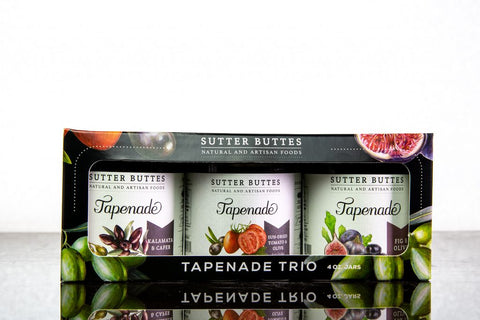 SUTTER BUTTES
NATURAL AND ARTISAN FOODS
SUTTER BUTTES
NATURAL AND ARTISAN FOODS
Tapenade
KALAMATA
& CAPER
SUTTER BUTTES
NATURAL AND ARTISAN FOODS
Tapenade
SUN-DRIED
TOMATO &
OLIVE
SUTTER BUTTES
NATURAL AND ARTISAN FOODS
Tapenade
FIG &
OLIVE
TAPENADE TRIO 4 OZ. JARS